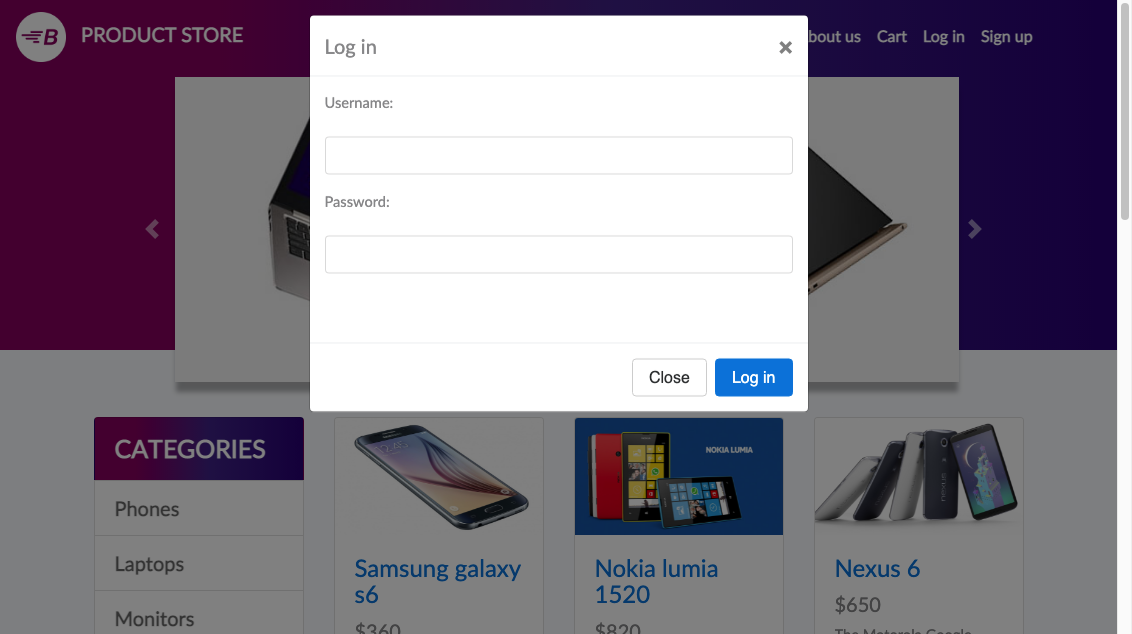 PRODUCT STORE
bout us
Cart
Log in
Sign up
Log in
×
Username:
Password:
Close
Log in
CATEGORIES
Phones
Laptops
Monitors
NOKIA LUMIA
Samsung galaxy
s6
$360
Nokia lumia
1520
$820
Nexus 6
$650
The Motorola Google